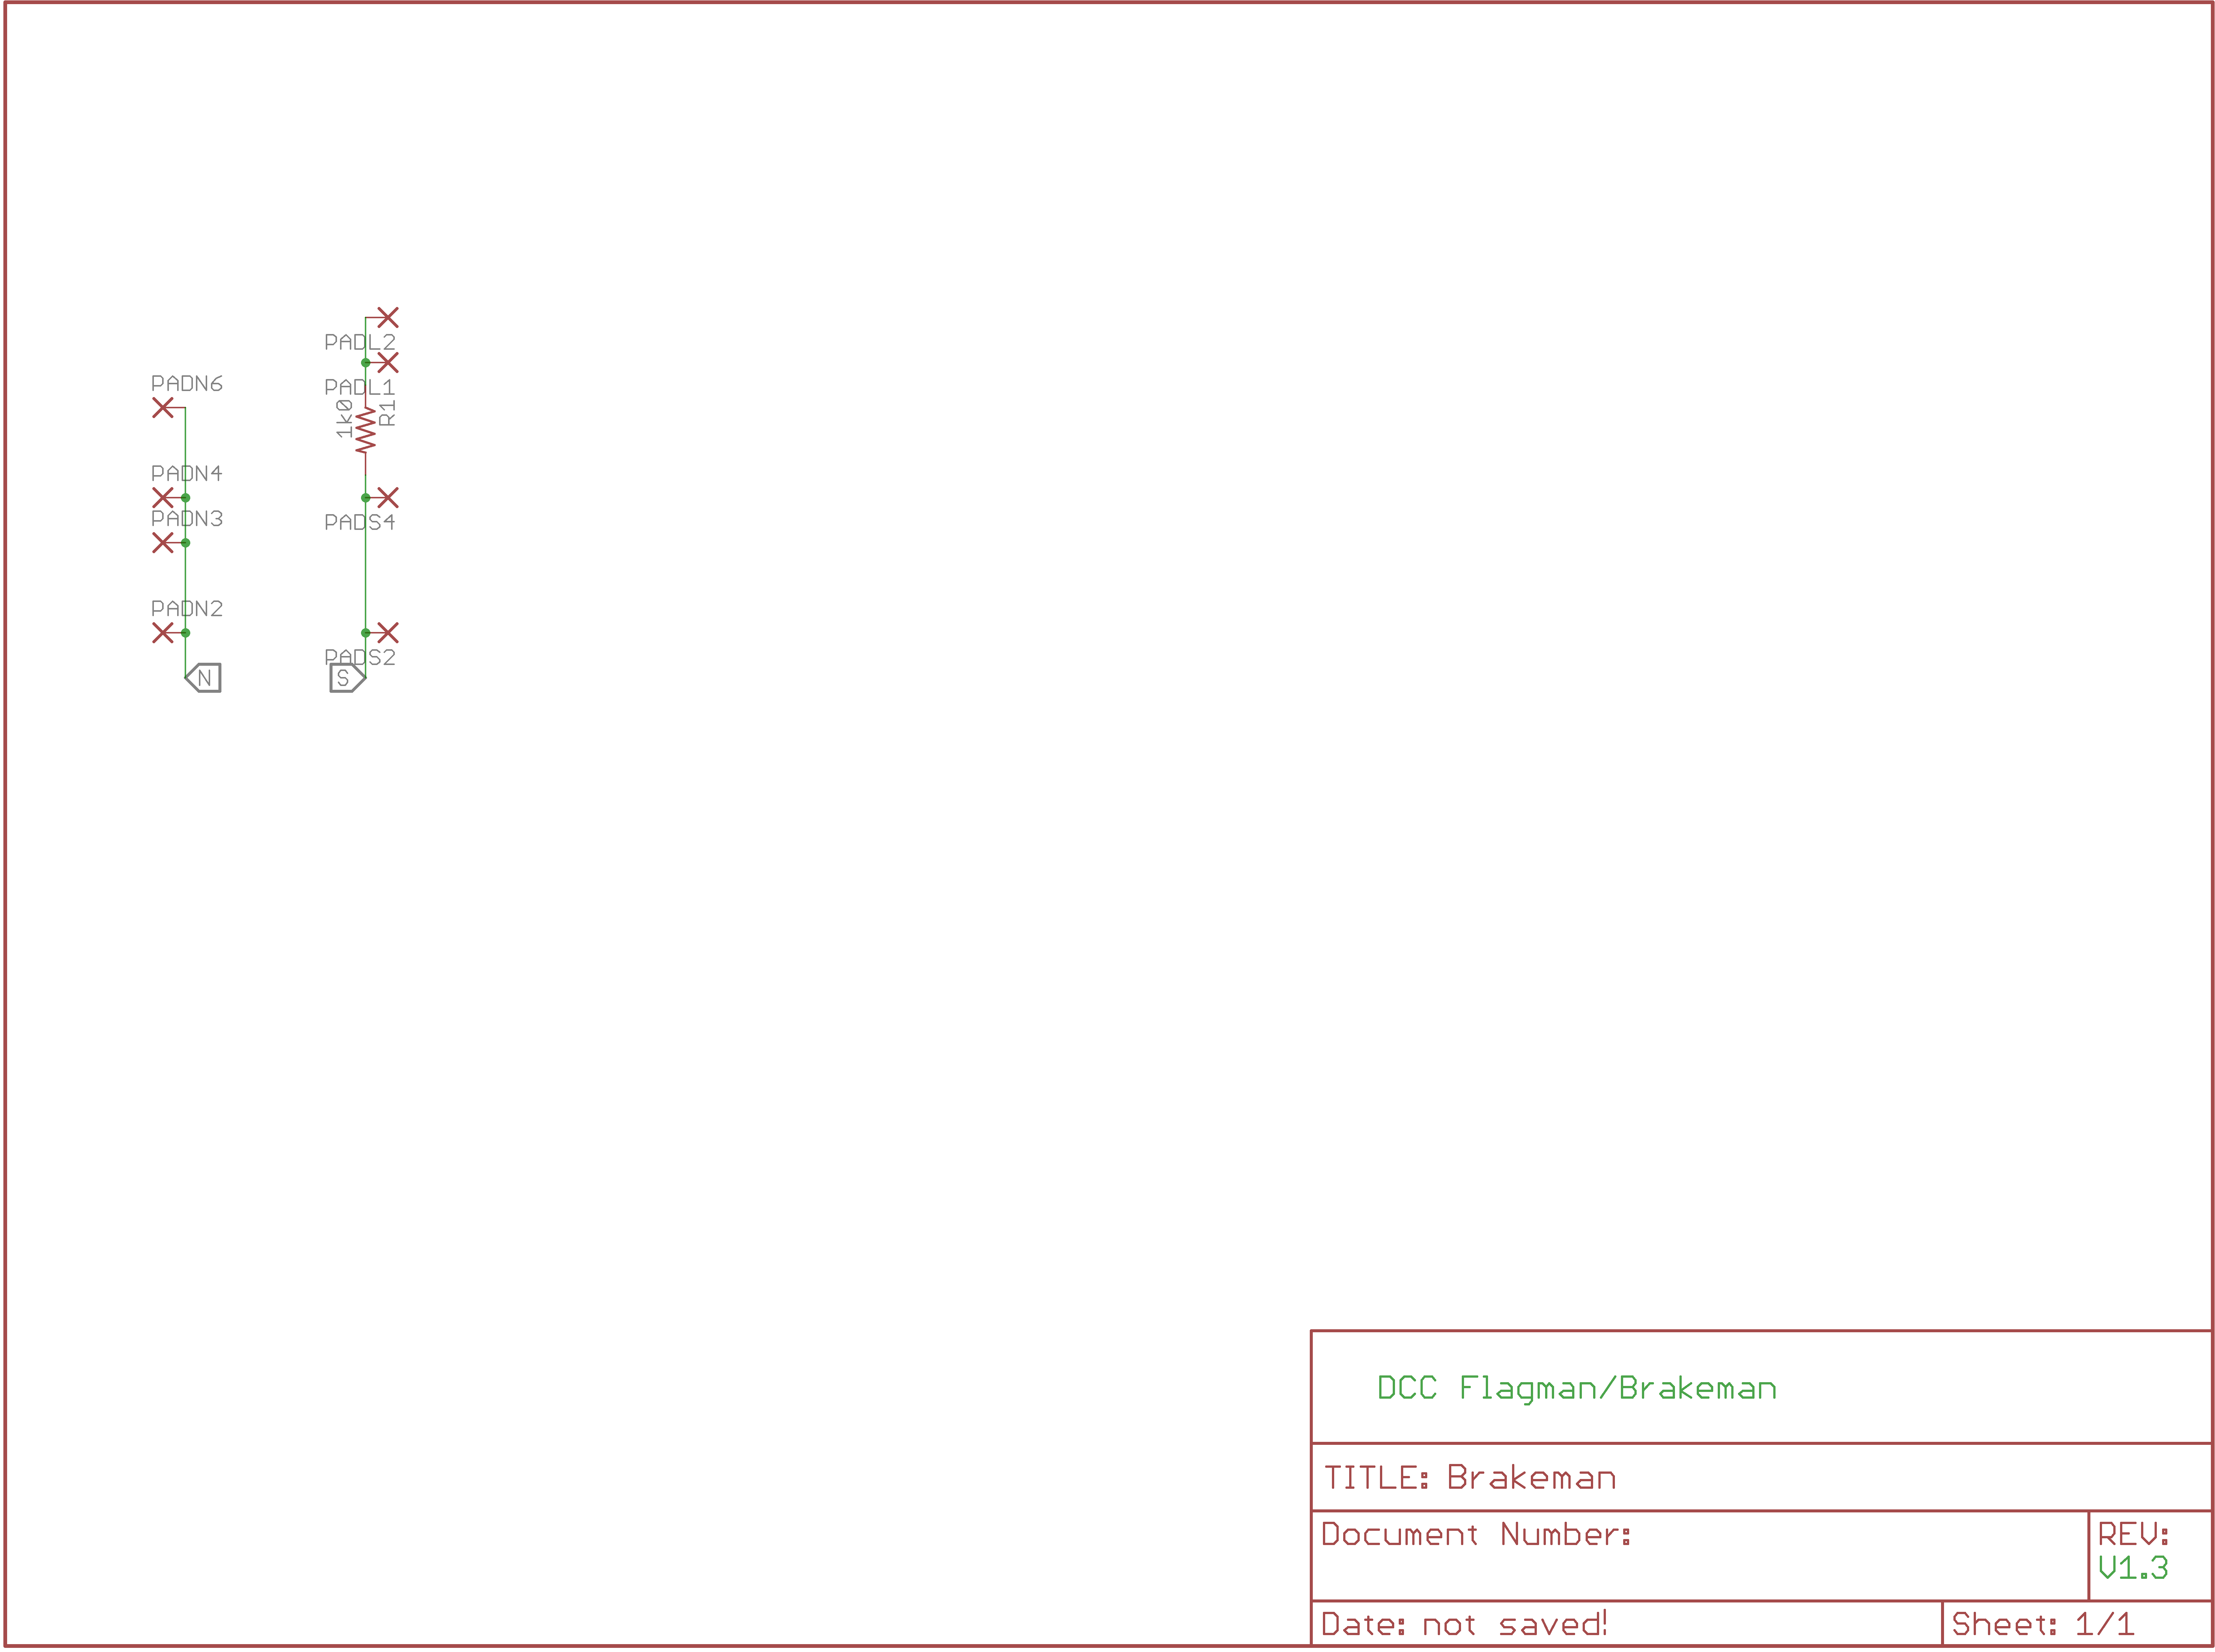 PADL2
PADN6
PADL1
1k0
R1
PADN4
PADN3
PADS4
PADN2
PADS2
N
S
DCC Flagman/Brakeman
TITLE: Brakeman
Document Number:
REV:
V1.3
Date: not saved!
Sheet: 1/1